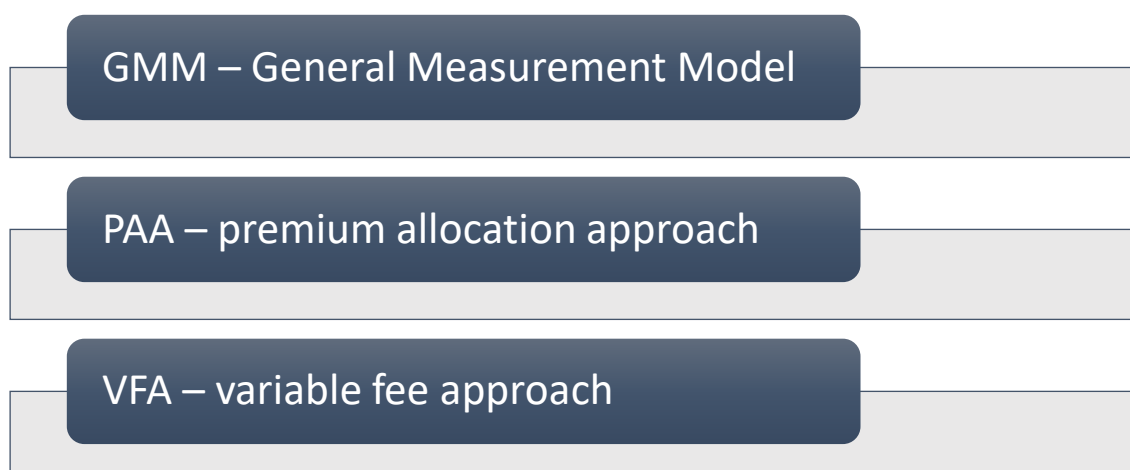 GMM – General Measurement Model
PAA – premium allocation approach
VFA – variable fee approach